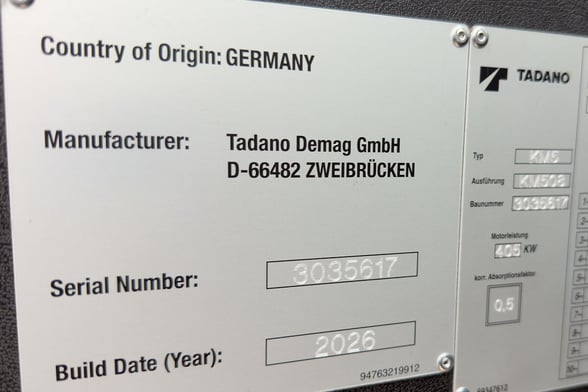 Country of Origin: GERMANY
Manufacturer: Tadano Demag GmbH
D-66482 ZWEIBRÜCKEN
Serial Number: 3035617
Build Date (Year): 2026
94763219912
TADANO
Typ
Ausführung
Baunummer 3035617
Motorleistung
405 KW
korr. Absorptionsfaktor
0,5